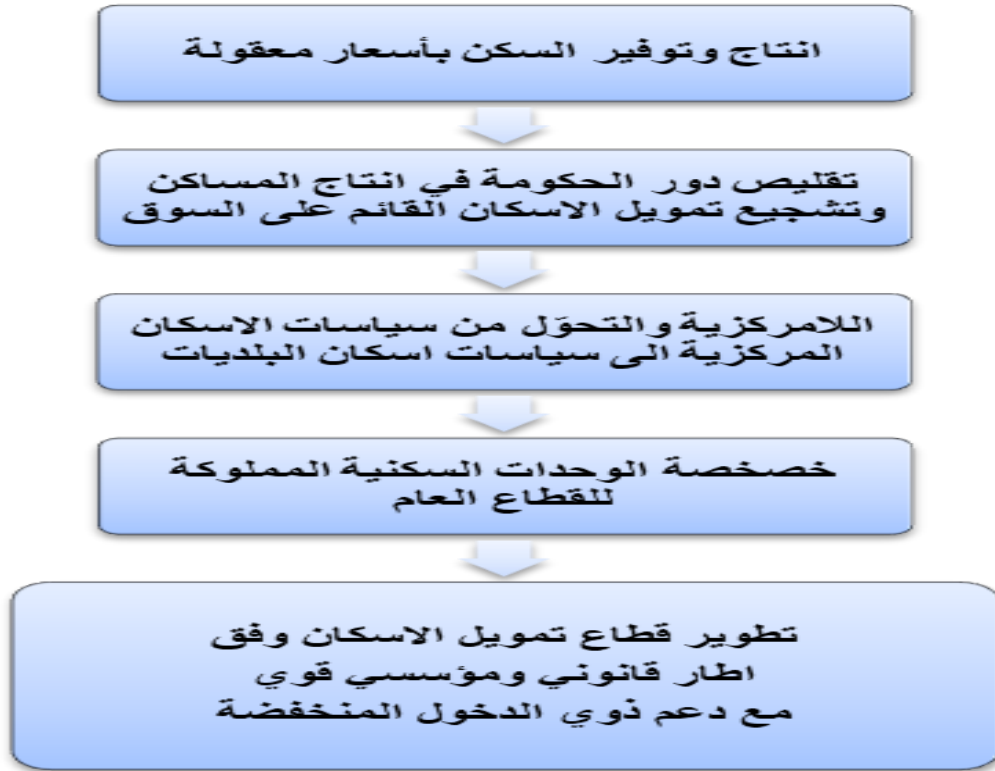 انتاج وتوفير السكن بأسعار معقولة
تقليص دور الحكومة في انتاج المساكن
وتشجيع تمويل الاسكان القائم على السوق
اللامركزية والتحوّل من سياسات الاسكان
المركزية الى سياسات اسكان البلديات
خصخصة الوحدات السكنية المملوكة
للقطاع العام
تطوير قطاع تمويل الاسكان وفق
اطار قانوني ومؤسسي قوي
مع دعم ذوي الدخول المنخفضة